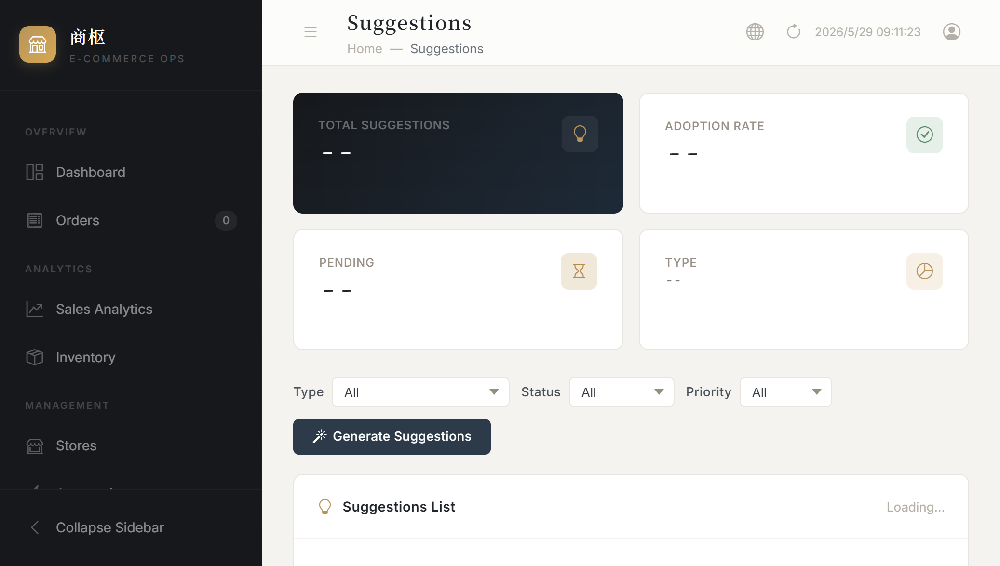 商枢
E-COMMERCE OPS
OVERVIEW
Dashboard
Orders
0
ANALYTICS
Sales Analytics
Inventory
MANAGEMENT
Stores
Collapse Sidebar
Suggestions
Home — Suggestions
2026/5/29 09:11:23
TOTAL SUGGESTIONS
--
ADOPTION RATE
--
PENDING
--
TYPE
--
Type All Status All Priority All
Generate Suggestions
Suggestions List
Loading...